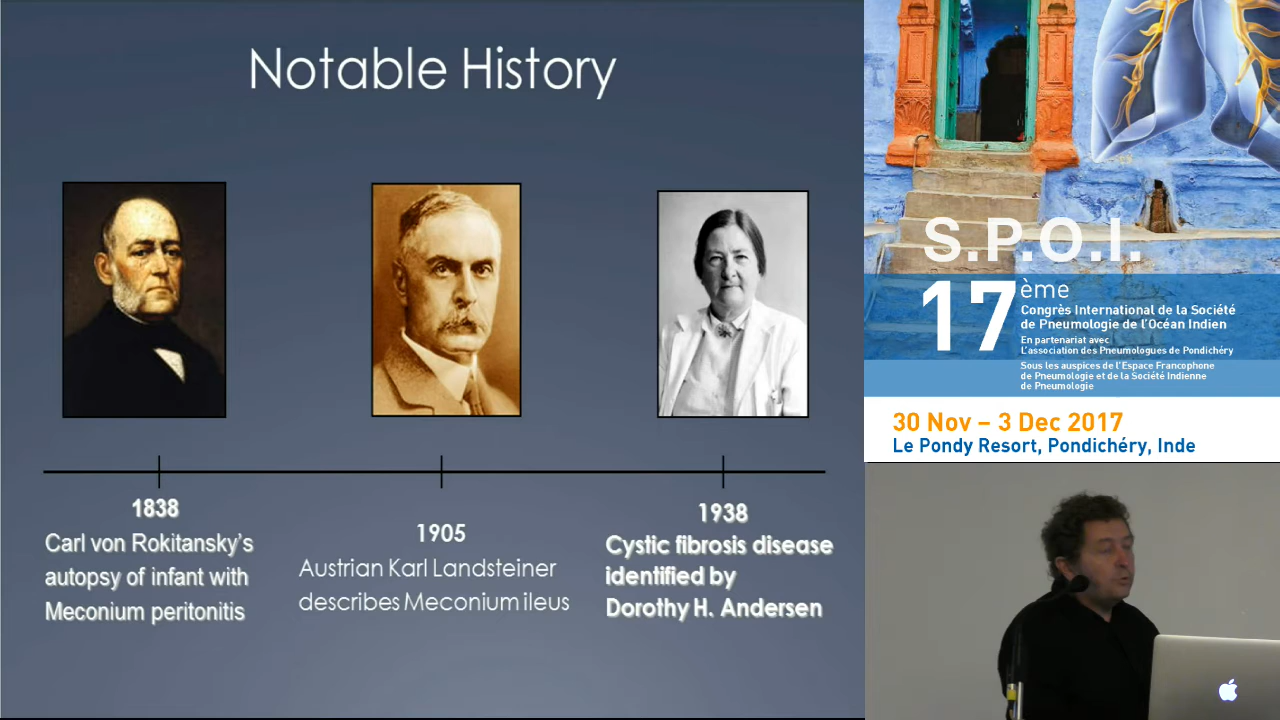 Notable History
1838
Carl von Rokitansky's
autopsy of infant with
Meconium peritonitis
1905
Austrian Karl Landsteiner
describes Meconium ileus
1938
Cystic fibrosis disease
identified by
Dorothy H. Andersen
S.P.O.I.
17ème
Congrès International de la Société
de Pneumologie de l'Océan Indien
En partenariat avec
L'association des Pneumologues de Pondichéry
Sous les auspices de l'Espace Francophone
de Pneumologie et de la Société Indienne
de Pneumologie
30 Nov – 3 Dec 2017
Le Pondy Resort, Pondichéry, Inde